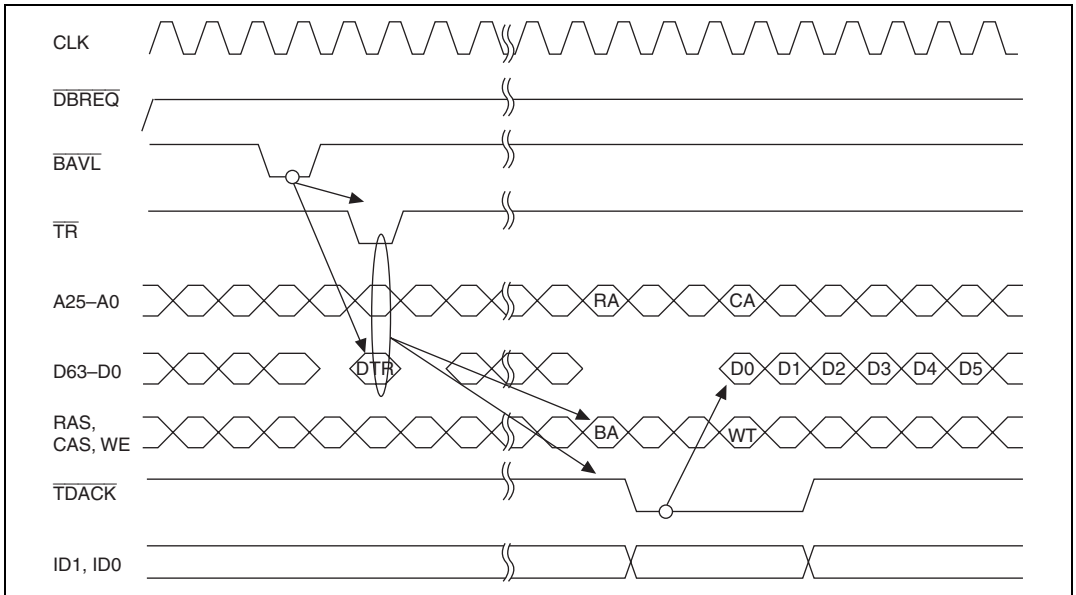 CLK
DBREQ
BAVL
TR
A25–A0 RA CA
D63–D0 DTR D0 D1 D2 D3 D4 D5
RAS,
CAS, WE BA WT
TDACK
ID1, ID0